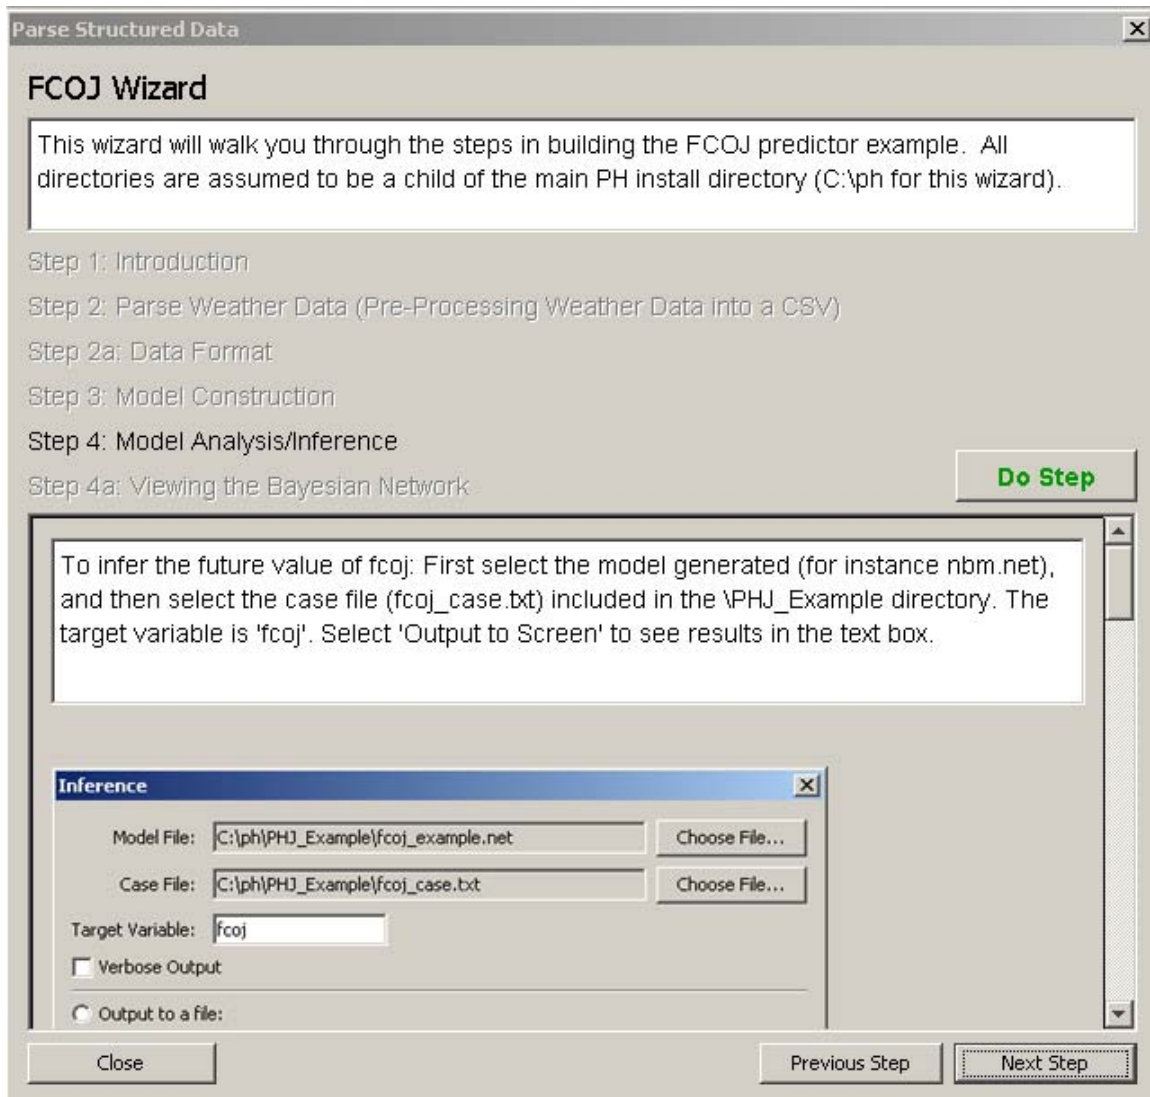 Parse Structured Data
FCOJ Wizard
This wizard will walk you through the steps in building the FCOJ predictor example.  All
directories are assumed to be a child of the main PH install directory (C:\ph for this wizard).
Step 1: Introduction
Step 2: Parse Weather Data (Pre-Processing Weather Data into a CSV)
Step 2a: Data Format
Step 3: Model Construction
Step 4: Model Analysis/Inference
Step 4a: Viewing the Bayesian Network
Do Step
To infer the future value of fcoj: First select the model generated (for instance nbm.net),
and then select the case file (fcoj_case.txt) included in the \PHJ_Example directory. The
target variable is 'fcoj'. Select 'Output to Screen' to see results in the text box.
Inference
Model File: C:\ph\PHJ_Example\fcoj_example.net Choose File...
Case File: C:\ph\PHJ_Example\fcoj_case.txt Choose File...
Target Variable: fcoj
Verbose Output
Output to a file:
Close Previous Step Next Step